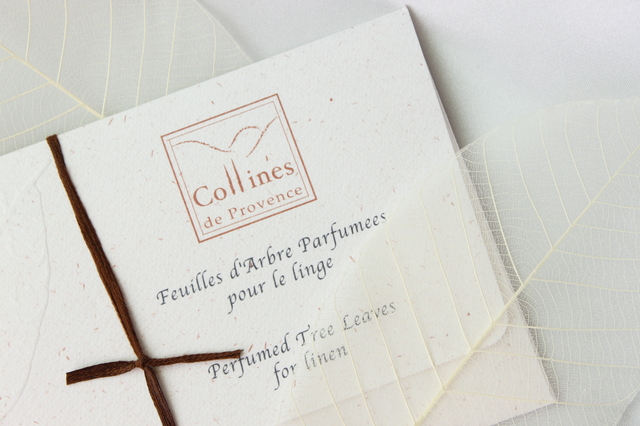 Collines
de Provence
Feuilles d'Arbre Parfumees
pour le linge
Perfumed Tree Leaves
for linen